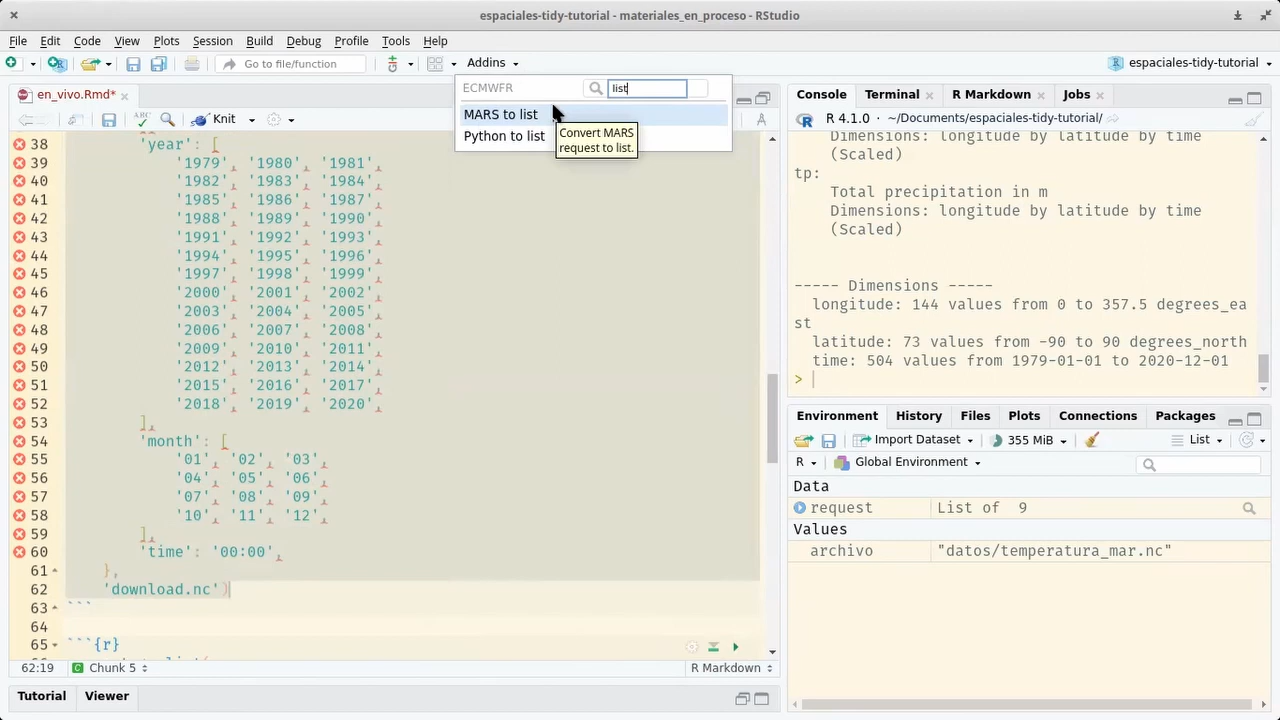 espaciales-tidy-tutorial - materiales_en_proceso - RStudio
File Edit Code View Plots Session Build Debug Profile Tools Help
Go to file/function Addins espaciales-tidy-tutorial
en_vivo.Rmd*
Knit
ECMWFR list
MARS to list
Python to list
Convert MARS
request to list.
38 'year': [
39 '1979', '1980', '1981',
40 '1982', '1983', '1984',
41 '1985', '1986', '1987',
42 '1988', '1989', '1990',
43 '1991', '1992', '1993',
44 '1994', '1995', '1996',
45 '1997', '1998', '1999',
46 '2000', '2001', '2002',
47 '2003', '2004', '2005',
48 '2006', '2007', '2008',
49 '2009', '2010', '2011',
50 '2012', '2013', '2014',
51 '2015', '2016', '2017',
52 '2018', '2019', '2020',
53 ],
54 'month': [
55 '01', '02', '03',
56 '04', '05', '06',
57 '07', '08', '09',
58 '10', '11', '12',
59 ],
60 'time': '00:00',
61 },
62 'download.nc')
63 ```
64
65 ```{r}
62:19 Chunk 5 R Markdown
Tutorial Viewer
Console Terminal R Markdown Jobs
R 4.1.0 · ~/Documents/espaciales-tidy-tutorial/
Dimensions: longitude by latitude by time
(Scaled)
tp:
Total precipitation in m
Dimensions: longitude by latitude by time
(Scaled)
----- Dimensions -----
longitude: 144 values from 0 to 357.5 degrees_ea
st
latitude: 73 values from -90 to 90 degrees_north
time: 504 values from 1979-01-01 to 2020-12-01
>
Environment History Files Plots Connections Packages
Import Dataset 355 MiB List
R Global Environment
Data
request List of 9
Values
archivo "datos/temperatura_mar.nc"